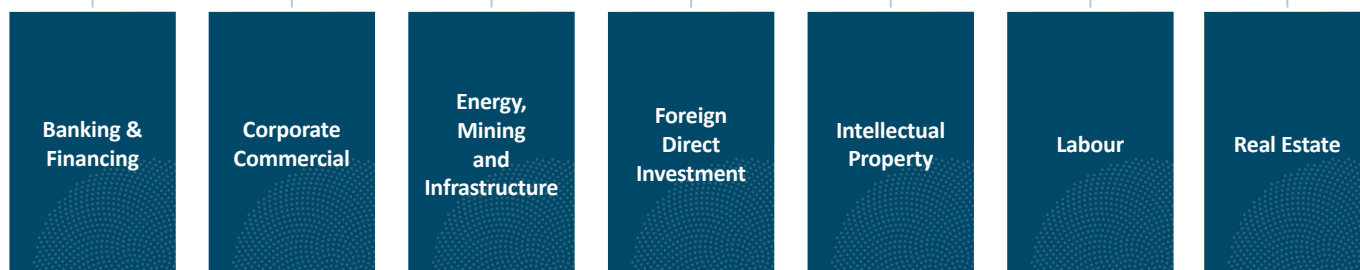 Banking &
Financing
Corporate
Commercial
Energy,
Mining
and
Infrastructure
Foreign
Direct
Investment
Intellectual
Property
Labour
Real Estate